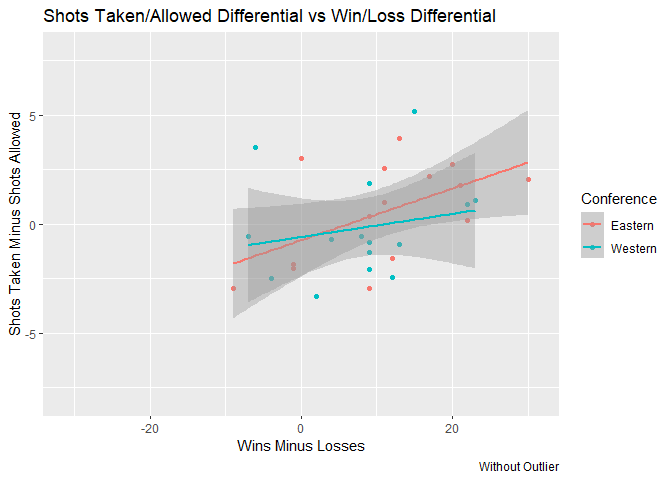 Shots Taken/Allowed Differential vs Win/Loss Differential
Shots Taken Minus Shots Allowed
5
0
-5
-20
0
20
Wins Minus Losses
Conference
Eastern
Western
Without Outlier